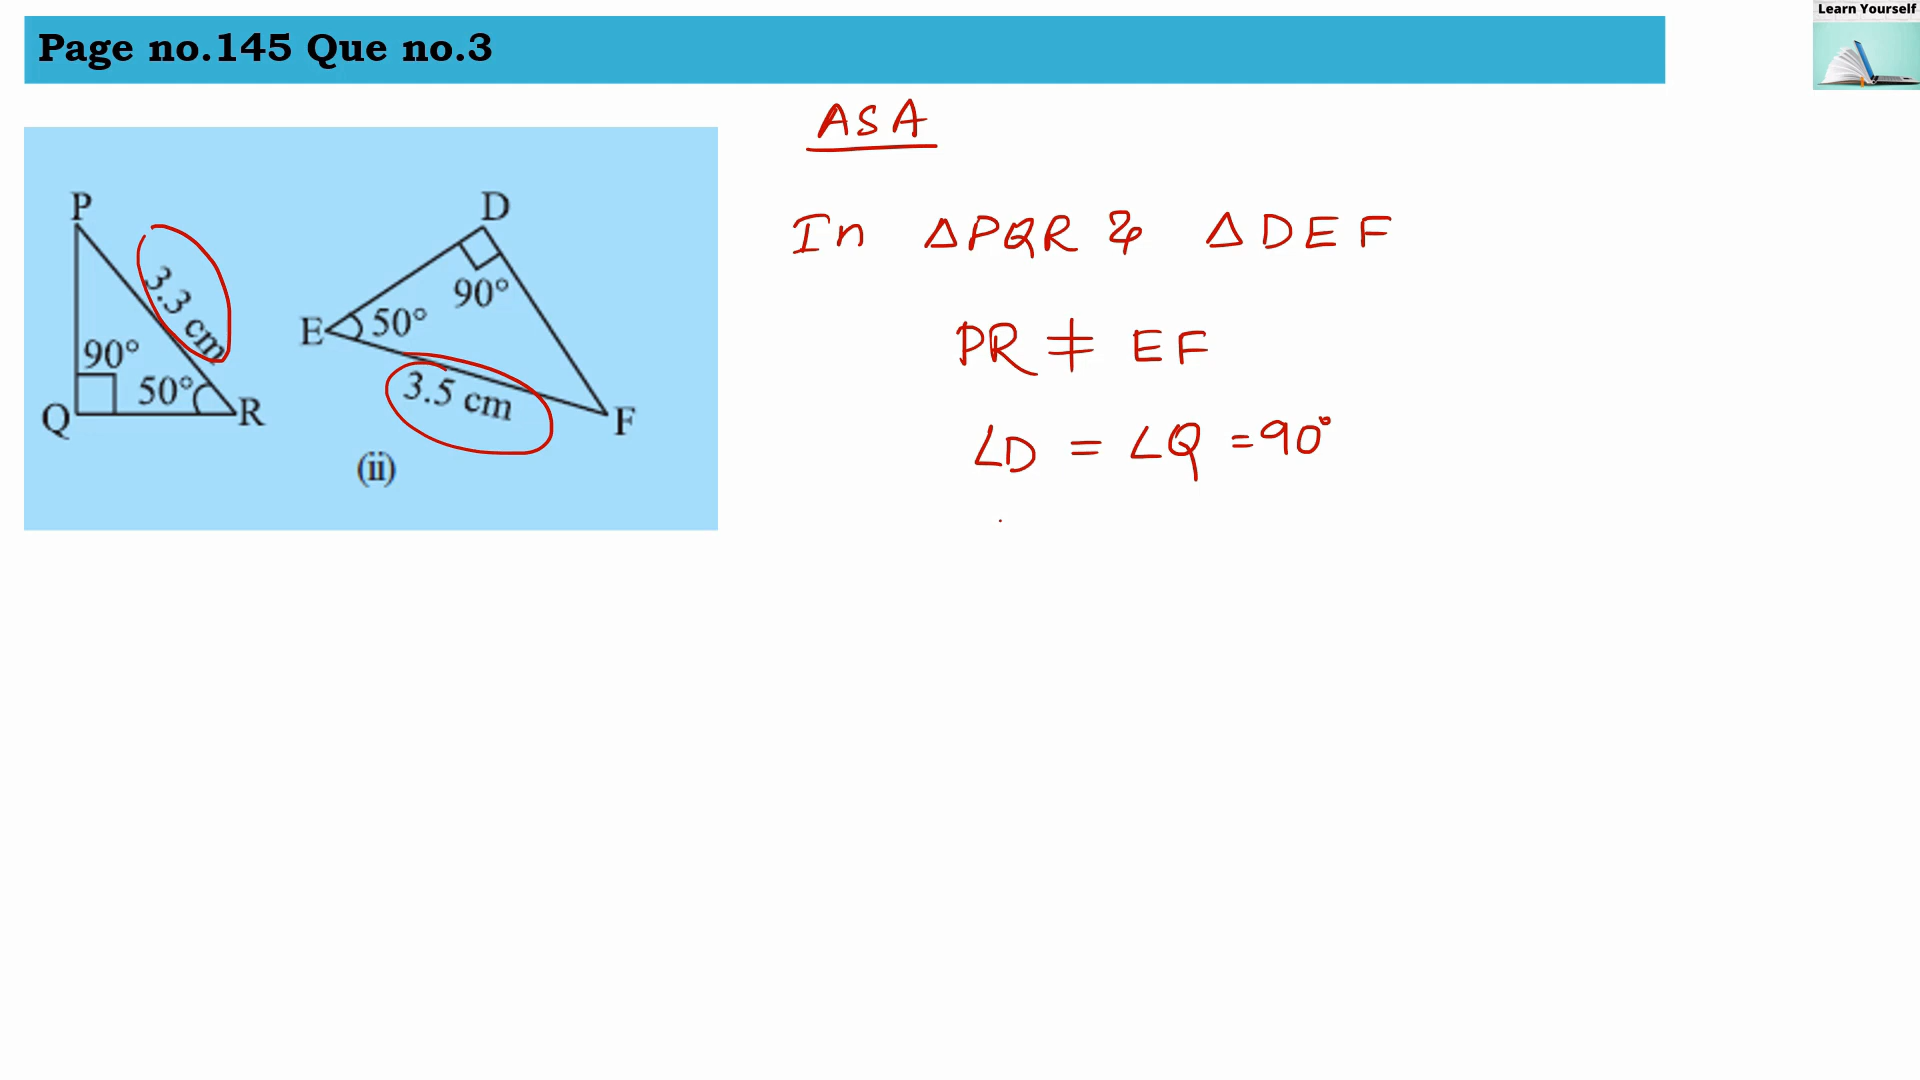 Learn Yourself
Page no.145 Que no.3
ASA
P
3.3 cm
90°
50°
Q
R
D
90°
E
50°
3.5 cm
F
(ii)
In ΔPQR & ΔDEF
PR ≠ EF
∠D = ∠Q = 90°